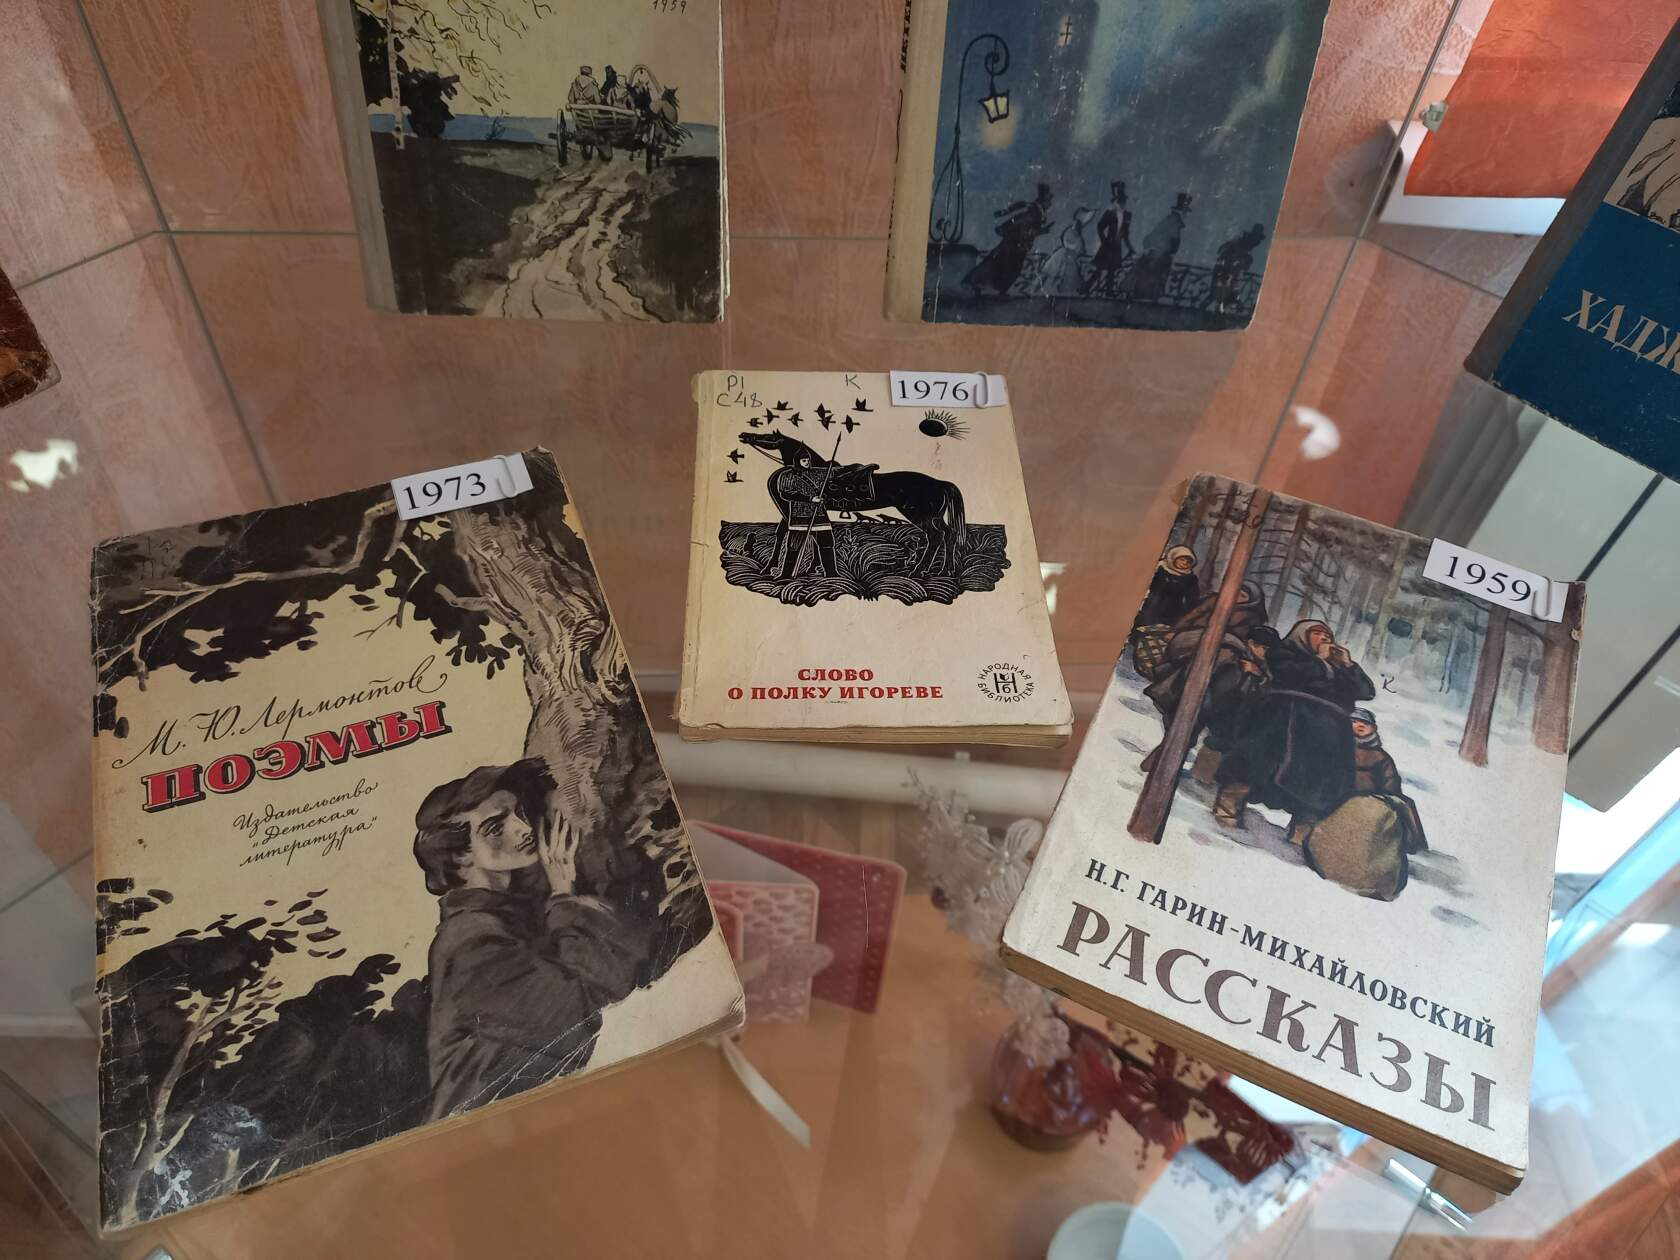 1959
ХАДЖ
Р1
С48
К
1976
СЛОВО
О ПОЛКУ ИГОРЕВЕ
НАРОДНАЯ
БИБЛИОТЕКА
1973
М. Ю. Лермонтов
ПОЭМЫ
Издательство
„Детская
литература“
1959
К
Н.Г. ГАРИН-МИХАЙЛОВСКИЙ
РАССКАЗЫ